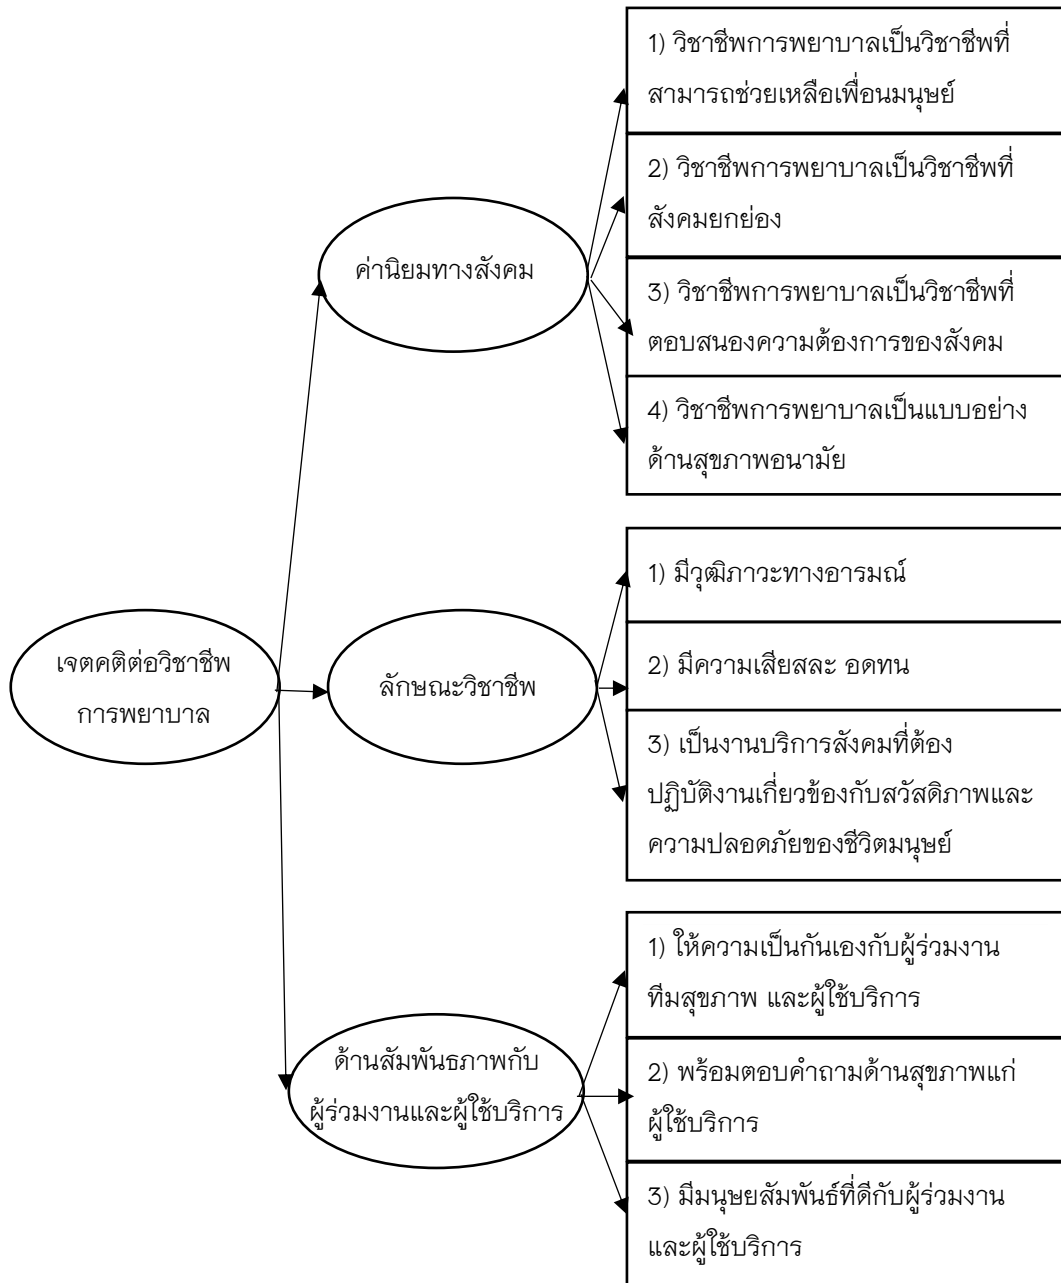 1) วิชาชีพการพยาบาลเป็นวิชาชีพที่
สามารถช่วยเหลือเพื่อนมนุษย์
2) วิชาชีพการพยาบาลเป็นวิชาชีพที่
สังคมยกย่อง
ค่านิยมทางสังคม
3) วิชาชีพการพยาบาลเป็นวิชาชีพที่
ตอบสนองความต้องการของสังคม
4) วิชาชีพการพยาบาลเป็นแบบอย่าง
ด้านสุขภาพอนามัย
เจตคติต่อวิชาชีพ
การพยาบาล
ลักษณะวิชาชีพ
1) มีวุฒิภาวะทางอารมณ์
2) มีความเสียสละ อดทน
3) เป็นงานบริการสังคมที่ต้อง
ปฏิบัติงานเกี่ยวข้องกับสวัสดิภาพและ
ความปลอดภัยของชีวิตมนุษย์
ด้านสัมพันธภาพกับ
ผู้ร่วมงานและผู้ใช้บริการ
1) ให้ความเป็นกันเองกับผู้ร่วมงาน
ทีมสุขภาพ และผู้ใช้บริการ
2) พร้อมตอบคำถามด้านสุขภาพแก่
ผู้ใช้บริการ
3) มีมนุษยสัมพันธ์ที่ดีกับผู้ร่วมงาน
และผู้ใช้บริการ